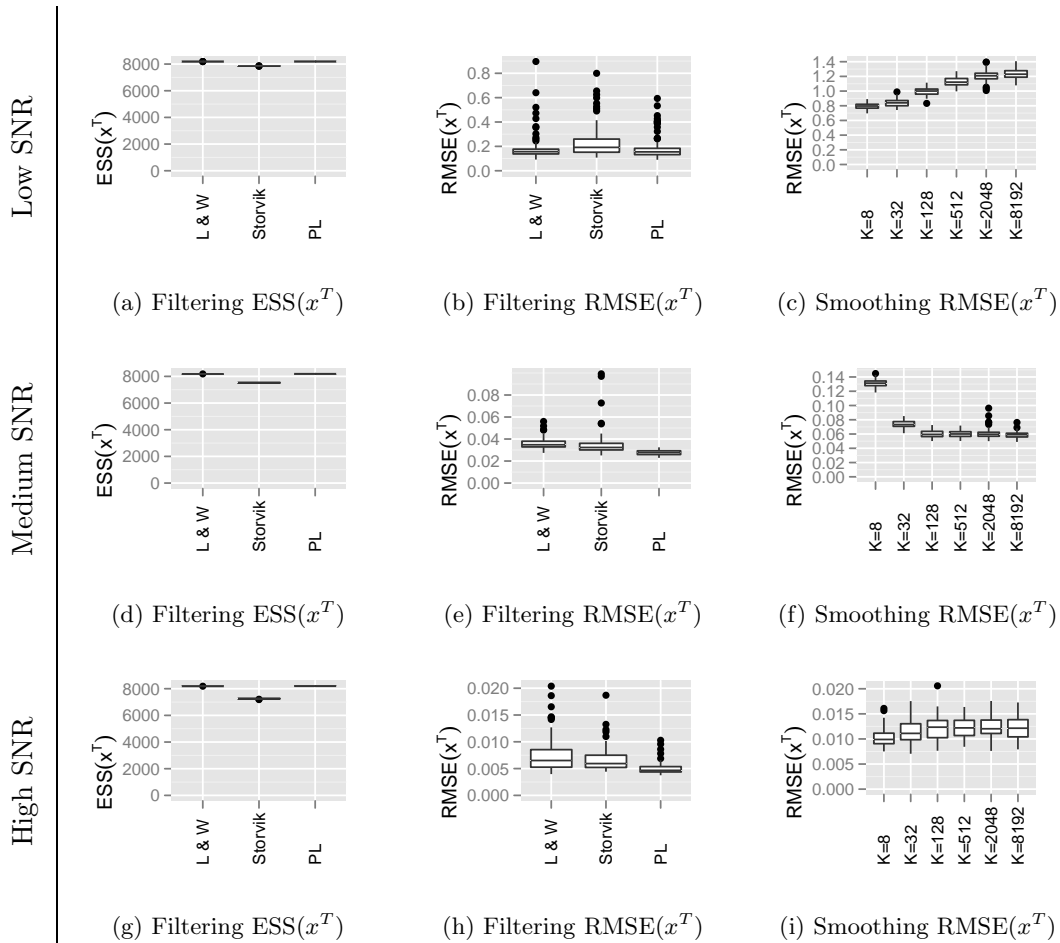 Low SNR
ESS(x^T)
8000
6000
4000
2000
0
L & W
Storvik
PL
(a) Filtering ESS(x^T)
RMSE(x^T)
0.8
0.6
0.4
0.2
0.0
L & W
Storvik
PL
(b) Filtering RMSE(x^T)
RMSE(x^T)
1.4
1.2
1.0
0.8
0.6
0.4
0.2
0.0
K=8
K=32
K=128
K=512
K=2048
K=8192
(c) Smoothing RMSE(x^T)
Medium SNR
ESS(x^T)
8000
6000
4000
2000
0
L & W
Storvik
PL
(d) Filtering ESS(x^T)
RMSE(x^T)
0.08
0.06
0.04
0.02
0.00
L & W
Storvik
PL
(e) Filtering RMSE(x^T)
RMSE(x^T)
0.14
0.12
0.10
0.08
0.06
0.04
0.02
0.00
K=8
K=32
K=128
K=512
K=2048
K=8192
(f) Smoothing RMSE(x^T)
High SNR
ESS(x^T)
8000
6000
4000
2000
0
L & W
Storvik
PL
(g) Filtering ESS(x^T)
RMSE(x^T)
0.020
0.015
0.010
0.005
0.000
L & W
Storvik
PL
(h) Filtering RMSE(x^T)
RMSE(x^T)
0.020
0.015
0.010
0.005
0.000
K=8
K=32
K=128
K=512
K=2048
K=8192
(i) Smoothing RMSE(x^T)